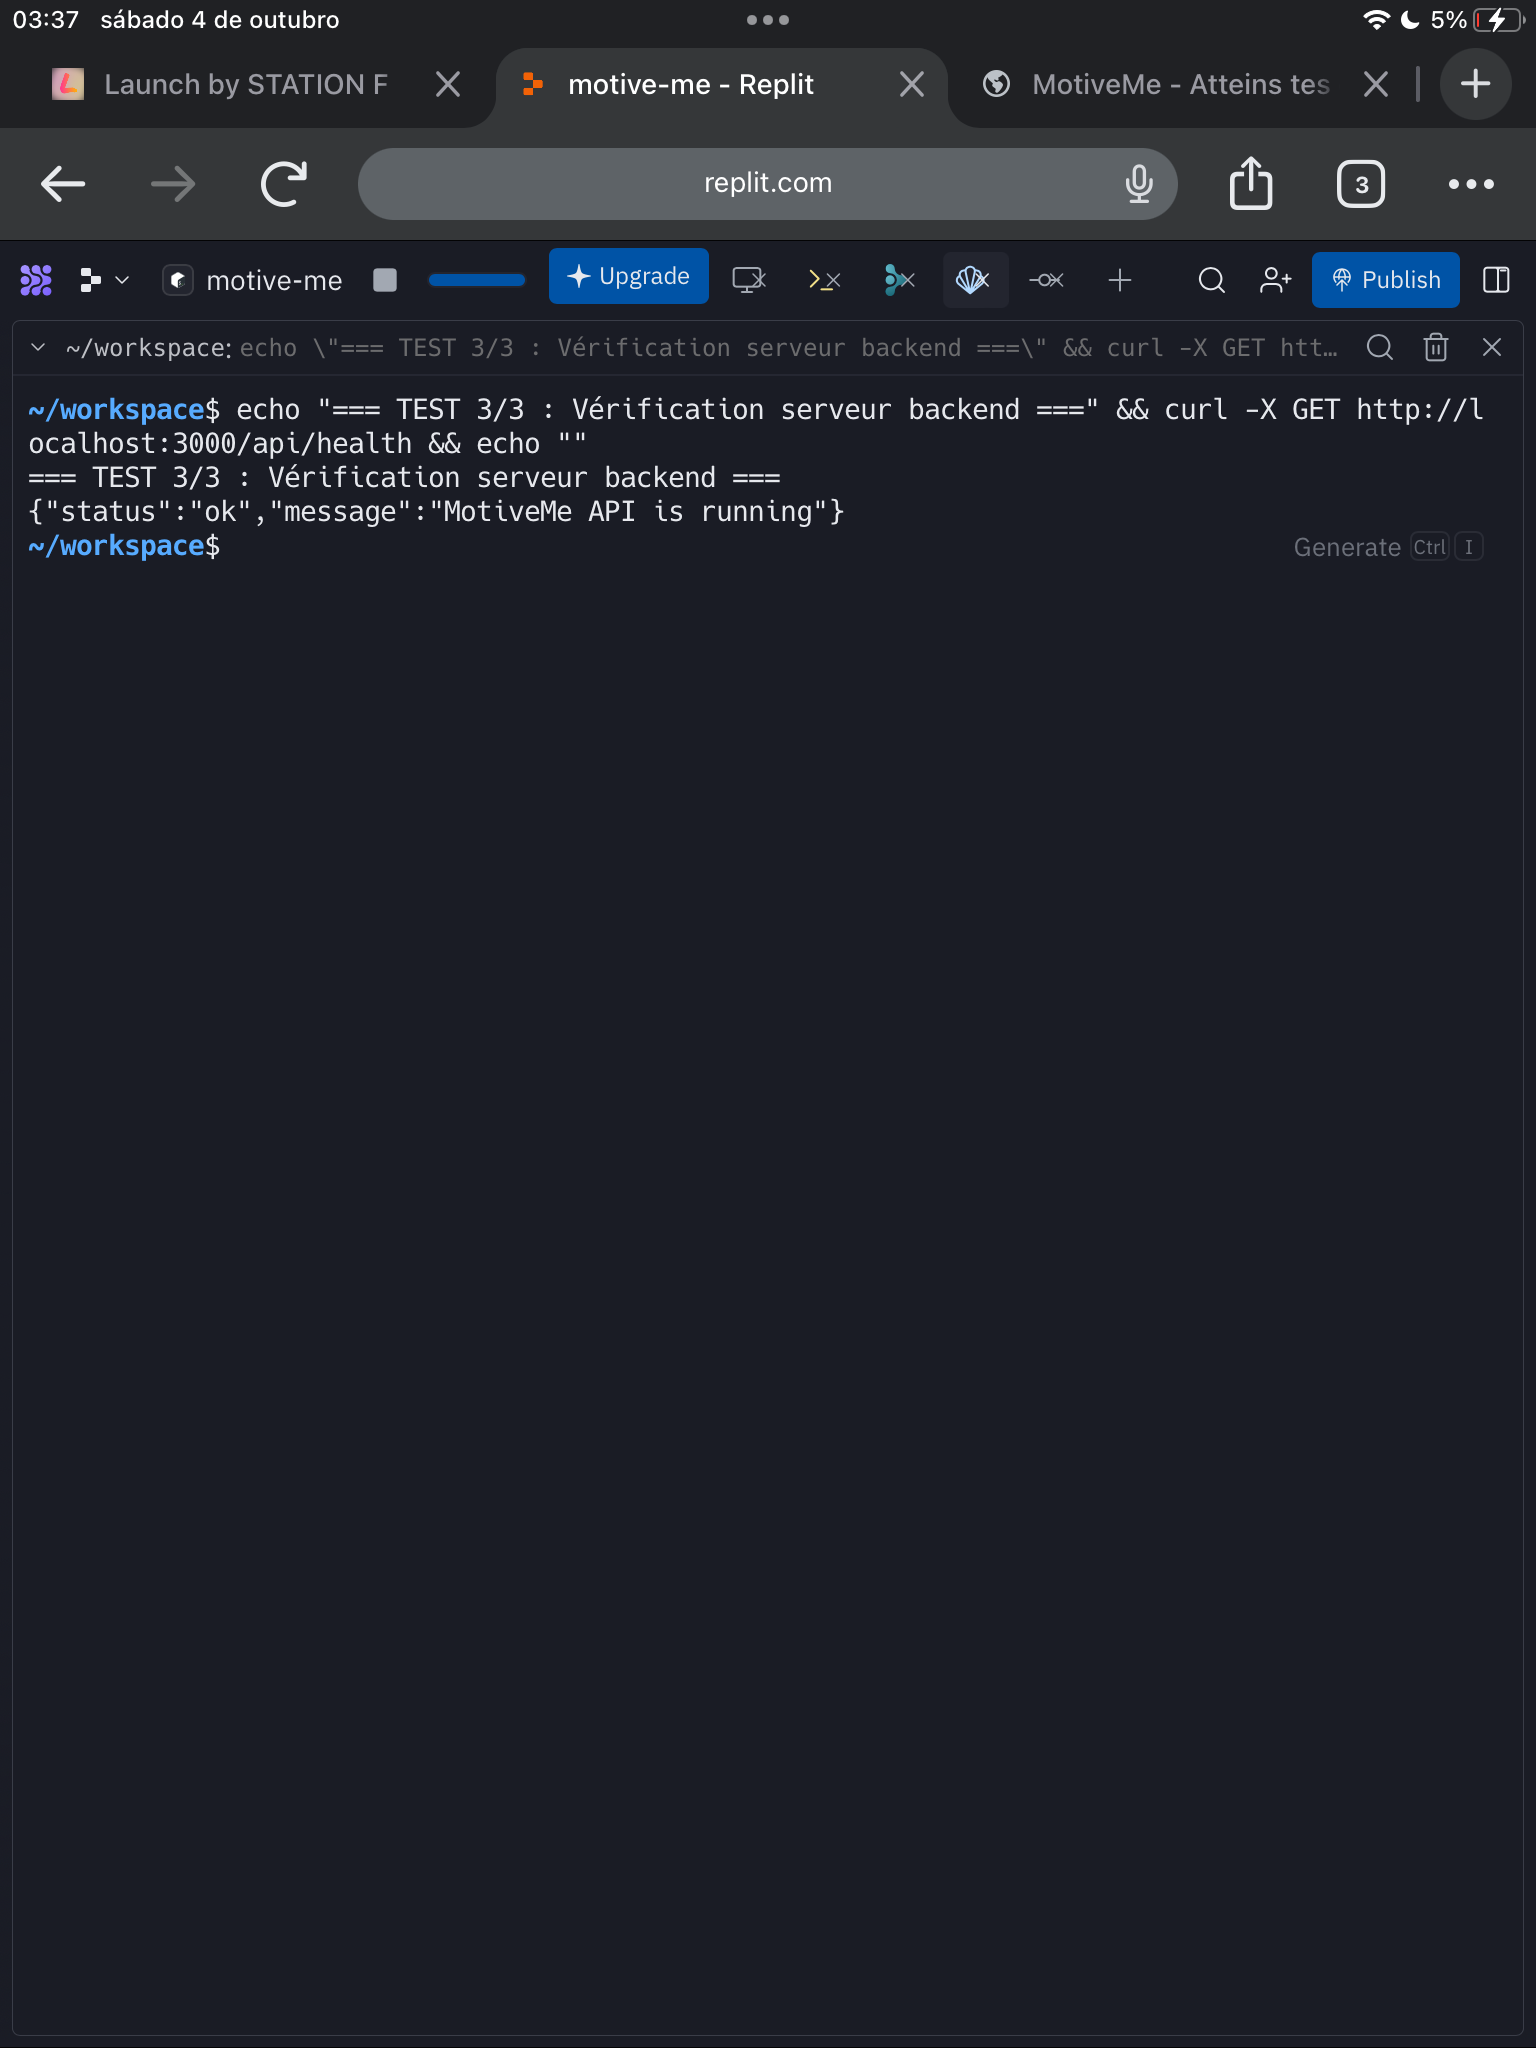 03:37 sábado 4 de outubro
5%
Launch by STATION F
motive-me - Replit
MotiveMe - Atteins tes
replit.com
3
motive-me
Upgrade
Publish
~/workspace: echo \"=== TEST 3/3 : Vérification serveur backend ===\" && curl -X GET htt...
~/workspace$ echo "=== TEST 3/3 : Vérification serveur backend ===" && curl -X GET http://l
ocalhost:3000/api/health && echo ""
=== TEST 3/3 : Vérification serveur backend ===
{"status":"ok","message":"MotiveMe API is running"}
~/workspace$
Generate Ctrl I